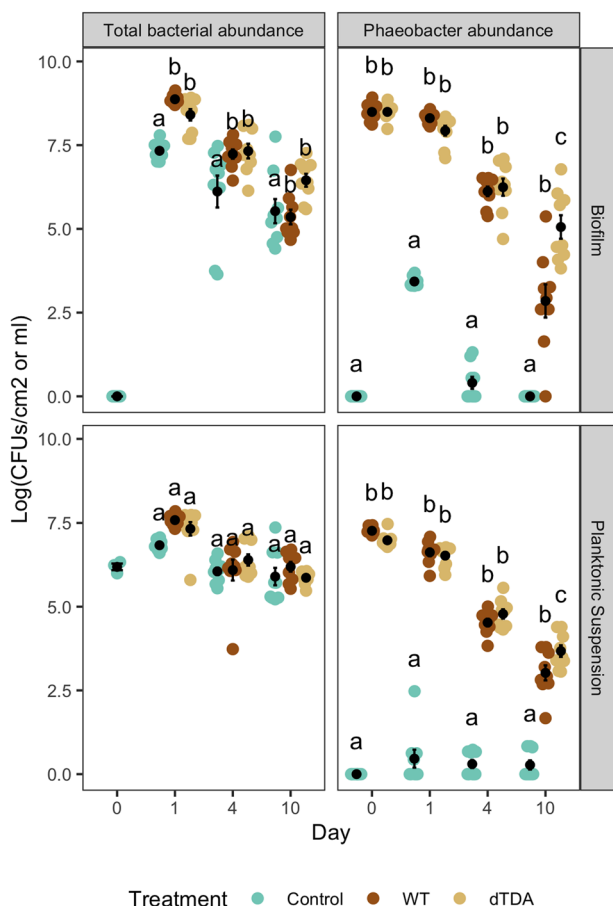 Total bacterial abundance
Phaeobacter abundance
Log(CFUs/cm2 or ml)
10.0
7.5
5.0
2.5
0.0
a b b
a b b
a b b
a b b
a b b
a b b
a b c
Biofilm
10.0
7.5
5.0
2.5
0.0
a a a
a a a
a a a
a b b
a b b
a b b
a b c
Planktonic Suspension
0 1 4 10
0 1 4 10
Day
Treatment Control WT dTDA